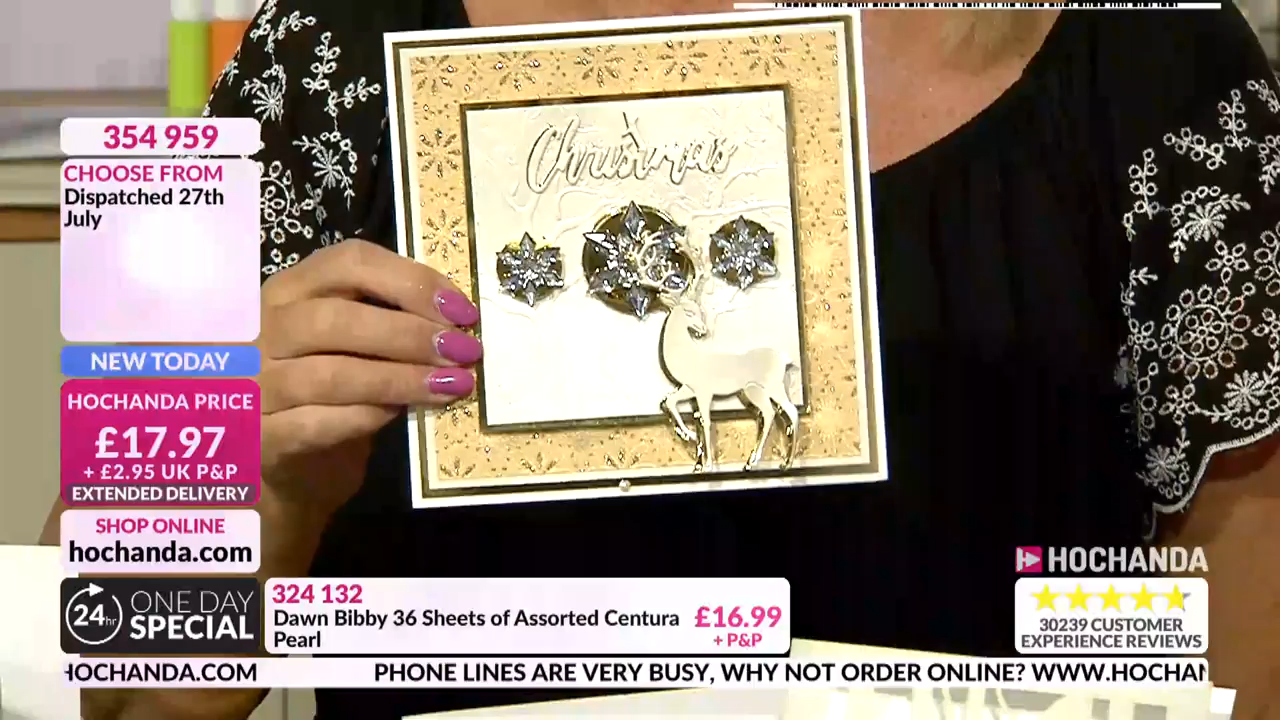 Christmas
354 959
CHOOSE FROM
Dispatched 27th
July
NEW TODAY
HOCHANDA PRICE
£17.97
+ £2.95 UK P&P
EXTENDED DELIVERY
SHOP ONLINE
hochanda.com
24hr
ONE DAY
SPECIAL
324 132
Dawn Bibby 36 Sheets of Assorted Centura
Pearl
£16.99
+ P&P
HOCHANDA
30239 CUSTOMER
EXPERIENCE REVIEWS
HOCHANDA.COM PHONE LINES ARE VERY BUSY, WHY NOT ORDER ONLINE? WWW.HOCHAN